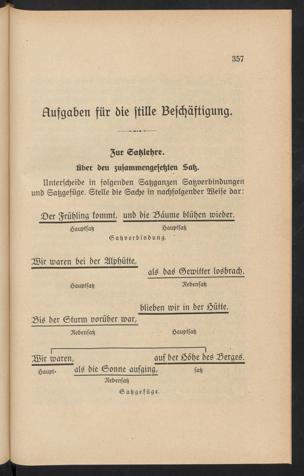 357
Aufgaben für die stille Beschäftigung.
Zur Satzlehre.
Über den zusammengesetzten Satz.
Unterscheide in folgenden Satzganzen Satzverbindungen
und Satzgefüge. Stelle die Sache in nachfolgender Weise dar:
Der Frühling kommt, und die Bäume blühen wieder.
Hauptsatz Hauptsatz
Satzverbindung.
Wir waren bei der Alphütte,
als das Gewitter losbrach.
Hauptsatz Nebensatz
blieben wir in der Hütte.
Bis der Sturm vorüber war,
Nebensatz Hauptsatz
Wir waren, auf der Höhe des Berges.
als die Sonne aufging,
Haupt- satz
Nebensatz
Satzgefüge.